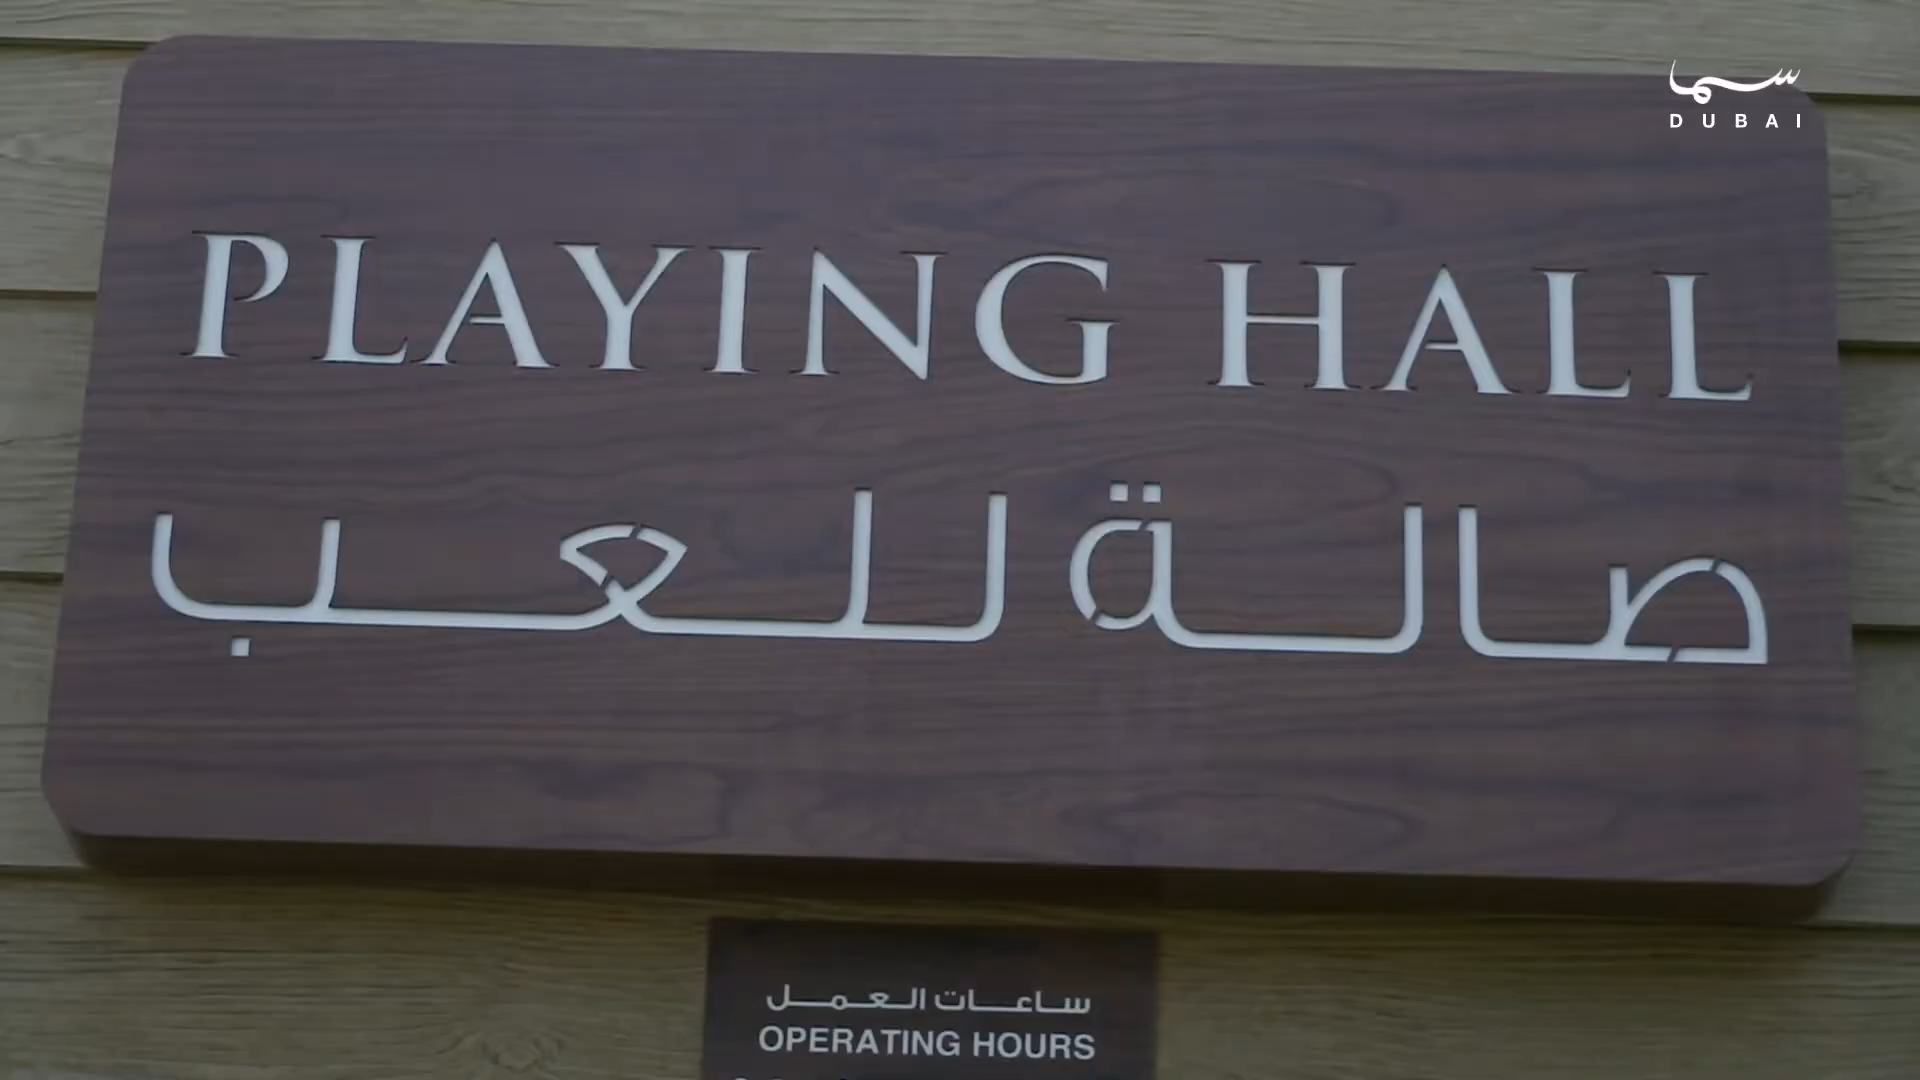 سما
DUBAI
PLAYING HALL
صالة للعب
ساعات العمل
OPERATING HOURS